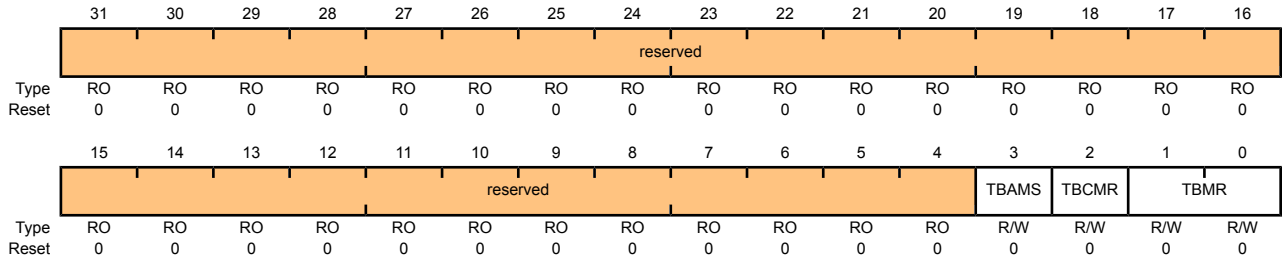 31 30 29 28 27 26 25 24 23 22 21 20 19 18 17 16
reserved
Type RO RO RO RO RO RO RO RO RO RO RO RO RO RO RO RO
Reset 0 0 0 0 0 0 0 0 0 0 0 0 0 0 0 0
15 14 13 12 11 10 9 8 7 6 5 4 3 2 1 0
reserved TBAMS TBCMR TBMR
Type RO RO RO RO RO RO RO RO RO RO RO RO R/W R/W R/W R/W
Reset 0 0 0 0 0 0 0 0 0 0 0 0 0 0 0 0